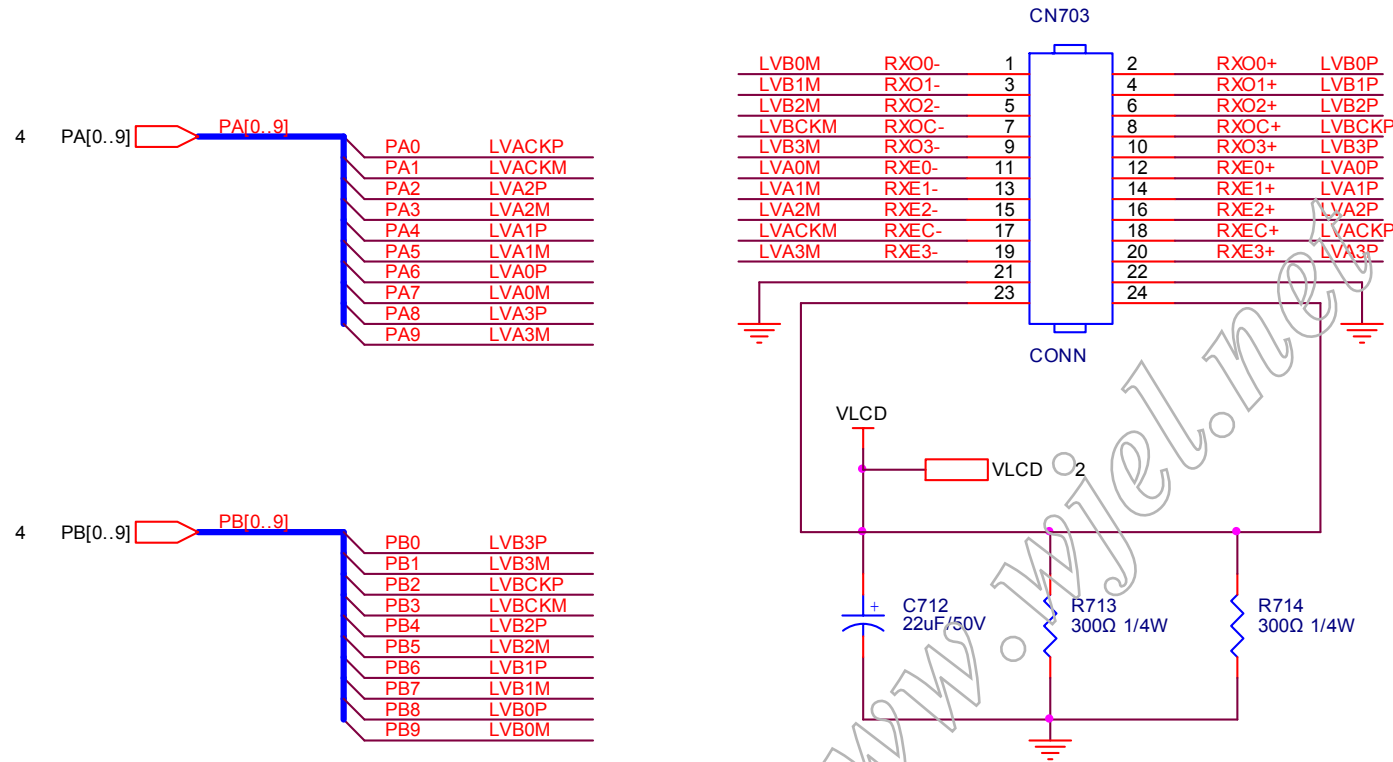 CN703
LVB0M RXO0- 1 2 RXO0+ LVB0P
LVB1M RXO1- 3 4 RXO1+ LVB1P
LVB2M RXO2- 5 6 RXO2+ LVB2P
LVBCKM RXOC- 7 8 RXOC+ LVBCKP
LVB3M RXO3- 9 10 RXO3+ LVB3P
LVA0M RXE0- 11 12 RXE0+ LVA0P
LVA1M RXE1- 13 14 RXE1+ LVA1P
LVA2M RXE2- 15 16 RXE2+ LVA2P
LVACKM RXEC- 17 18 RXEC+ LVACKP
LVA3M RXE3- 19 20 RXE3+ LVA3P
21 22
23 24
CONN
4 PA[0..9] PA[0..9]
PA0 LVACKP
PA1 LVACKM
PA2 LVA2P
PA3 LVA2M
PA4 LVA1P
PA5 LVA1M
PA6 LVA0P
PA7 LVA0M
PA8 LVA3P
PA9 LVA3M
VLCD
VLCD 2
4 PB[0..9] PB[0..9]
PB0 LVB3P
PB1 LVB3M
PB2 LVBCKP
PB3 LVBCKM
PB4 LVB2P
PB5 LVB2M
PB6 LVB1P
PB7 LVB1M
PB8 LVB0P
PB9 LVB0M
+
C712
22uF/50V
R713
300Ω 1/4W
R714
300Ω 1/4W
www.wjel.net